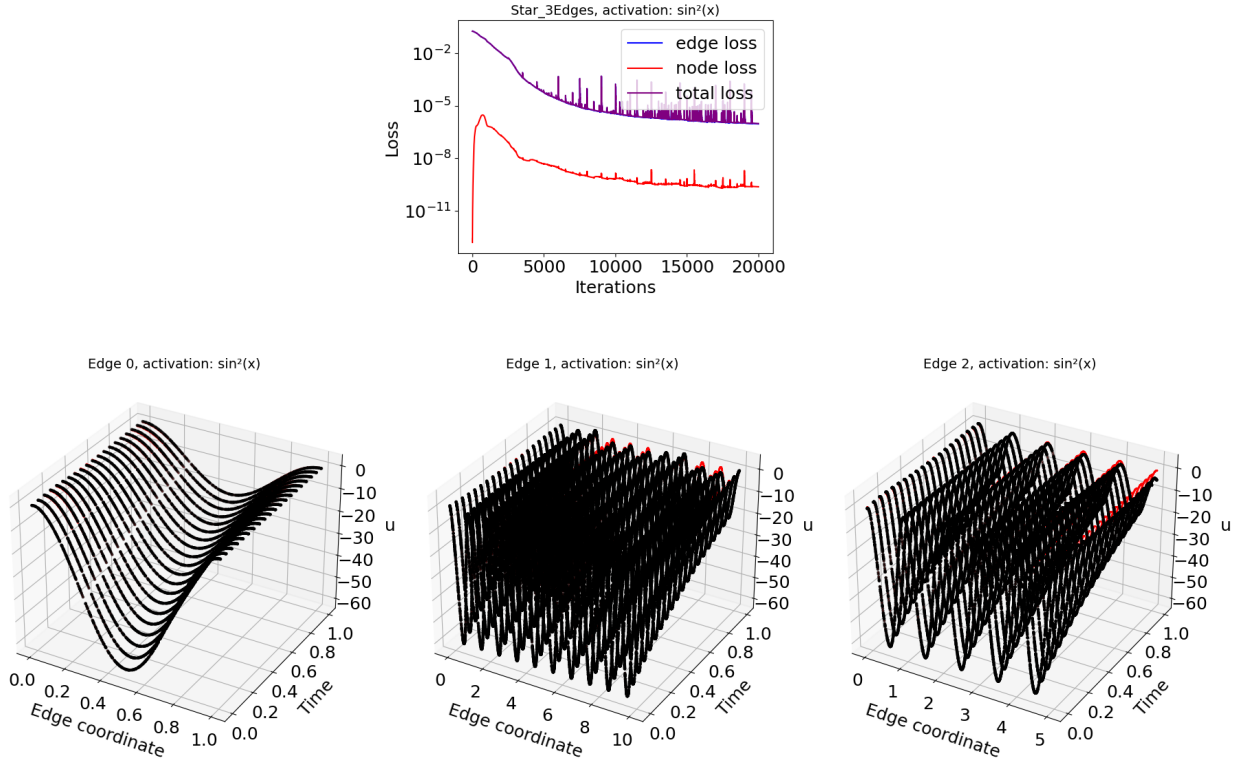 Star_3Edges, activation: sin²(x)
edge loss
node loss
total loss
10⁻²
10⁻⁵
10⁻⁸
10⁻¹¹
Loss
0 5000 10000 15000 20000
Iterations
Edge 0, activation: sin²(x)
0
−10
−20
−30
−40
−50
−60
u
0.0 0.2 0.4 0.6 0.8 1.0
Edge coordinate
0.0 0.2 0.4 0.6 0.8 1.0
Time
Edge 1, activation: sin²(x)
0
−10
−20
−30
−40
−50
−60
u
0 2 4 6 8 10
Edge coordinate
0.0 0.2 0.4 0.6 0.8 1.0
Time
Edge 2, activation: sin²(x)
0
−10
−20
−30
−40
−50
−60
u
0 1 2 3 4 5
Edge coordinate
0.0 0.2 0.4 0.6 0.8 1.0
Time